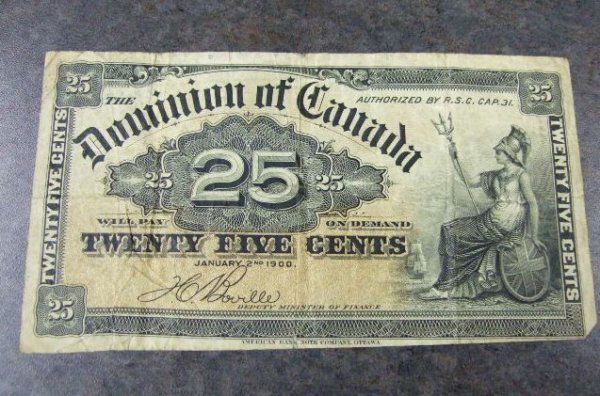 25 25
THE
Dominion of Canada
AUTHORIZED BY R.S.C. CAP.31.
25 25 25
WILL PAY ON DEMAND
TWENTY FIVE CENTS
JANUARY 2ND 1900
DEPUTY MINISTER OF FINANCE
25
TWENTY FIVE CENTS
TWENTY FIVE CENTS
AMERICAN BANK NOTE COMPANY, OTTAWA.